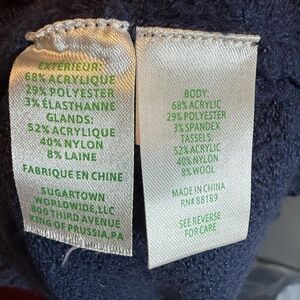 EXTÉRIEUR:
68% ACRYLIQUE
29% POLYESTER
3% ÉLASTHANNE
GLANDS:
52% ACRYLIQUE
40% NYLON
8% LAINE
FABRIQUE EN CHINE
SUGARTOWN
WORLDWIDE, LLC
800 THIRD AVENUE
KING OF PRUSSIA, PA
BODY:
68% ACRYLIC
29% POLYESTER
3% SPANDEX
TASSELS:
52% ACRYLIC
40% NYLON
8% WOOL
MADE IN CHINA
RN# 88189
SEE REVERSE
FOR CARE